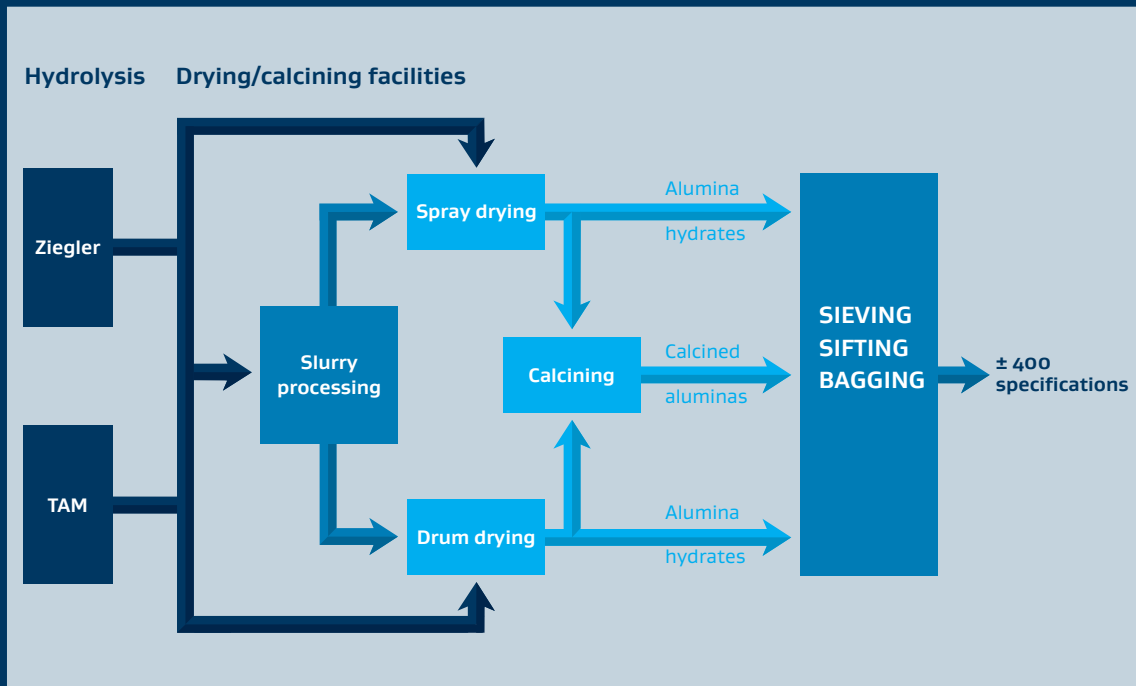 Hydrolysis
Drying/calcining facilities
Ziegler
TAM
Slurry
processing
Spray drying
Drum drying
Calcining
Alumina
hydrates
Calcined
aluminas
Alumina
hydrates
SIEVING
SIFTING
BAGGING
± 400
specifications